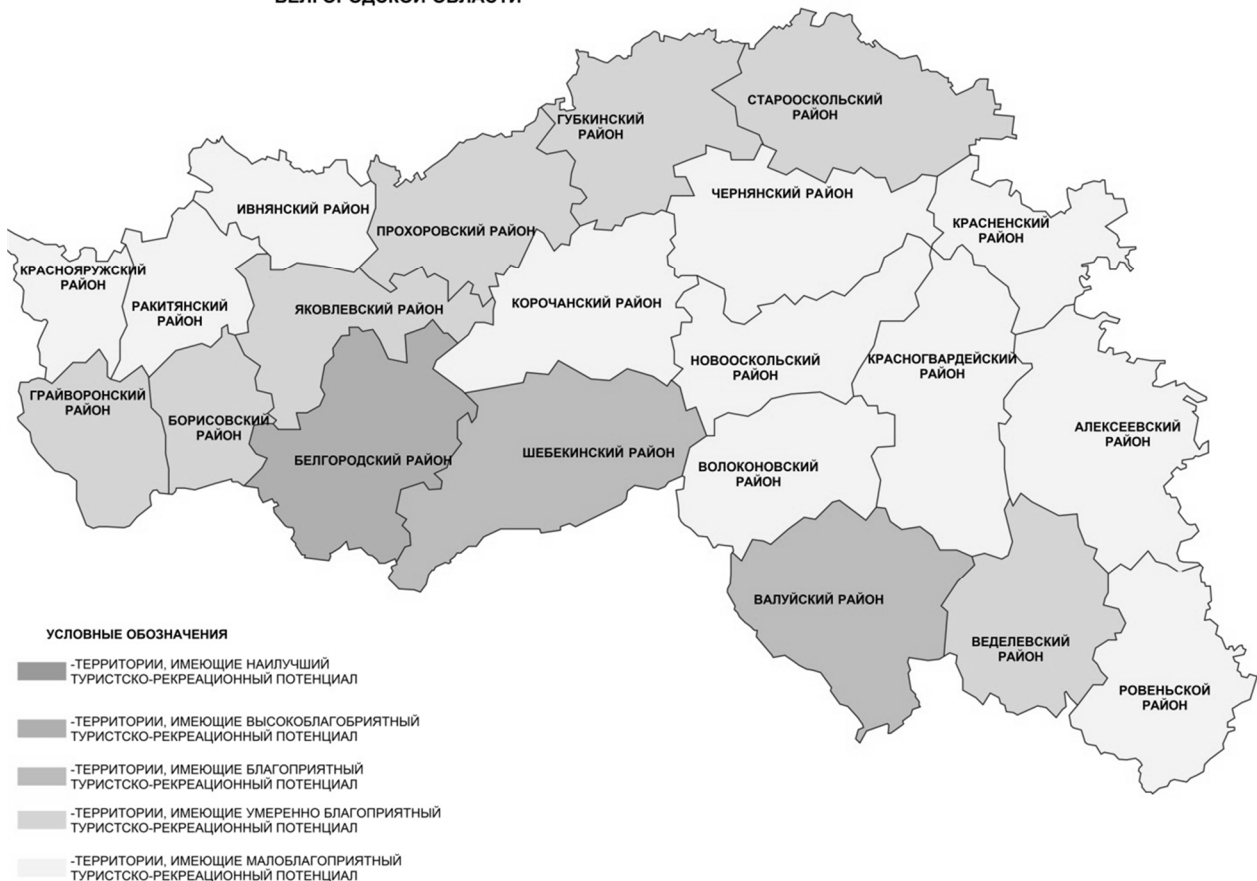 БЕЛГОРОДСКОЙ ОБЛАСТИ
СТАРООСКОЛЬСКИЙ
РАЙОН
ГУБКИНСКИЙ
РАЙОН
ЧЕРНЯНСКИЙ РАЙОН
ИВНЯНСКИЙ РАЙОН
ПРОХОРОВСКИЙ РАЙОН
КРАСНЕНСКИЙ
РАЙОН
КРАСНОЯРУЖСКИЙ
РАЙОН
РАКИТЯНСКИЙ
РАЙОН
ЯКОВЛЕВСКИЙ РАЙОН
КОРОЧАНСКИЙ РАЙОН
НОВООСКОЛЬСКИЙ
РАЙОН
КРАСНОГВАРДЕЙСКИЙ
РАЙОН
ГРАЙВОРОНСКИЙ
РАЙОН
БОРИСОВСКИЙ
РАЙОН
БЕЛГОРОДСКИЙ РАЙОН
ШЕБЕКИНСКИЙ РАЙОН
ВОЛОКОНОВСКИЙ
РАЙОН
АЛЕКСЕЕВСКИЙ
РАЙОН
ВАЛУЙСКИЙ РАЙОН
ВЕДЕЛЕВСКИЙ
РАЙОН
РОВЕНЬСКОЙ
РАЙОН
УСЛОВНЫЕ ОБОЗНАЧЕНИЯ
-ТЕРРИТОРИИ, ИМЕЮЩИЕ НАИЛУЧШИЙ
ТУРИСТСКО-РЕКРЕАЦИОННЫЙ ПОТЕНЦИАЛ
-ТЕРРИТОРИИ, ИМЕЮЩИЕ ВЫСОКОБЛАГОБРИЯТНЫЙ
ТУРИСТСКО-РЕКРЕАЦИОННЫЙ ПОТЕНЦИАЛ
-ТЕРРИТОРИИ, ИМЕЮЩИЕ БЛАГОПРИЯТНЫЙ
ТУРИСТСКО-РЕКРЕАЦИОННЫЙ ПОТЕНЦИАЛ
-ТЕРРИТОРИИ, ИМЕЮЩИЕ УМЕРЕННО БЛАГОПРИЯТНЫЙ
ТУРИСТСКО-РЕКРЕАЦИОННЫЙ ПОТЕНЦИАЛ
-ТЕРРИТОРИИ, ИМЕЮЩИЕ МАЛОБЛАГОПРИЯТНЫЙ
ТУРИСТСКО-РЕКРЕАЦИОННЫЙ ПОТЕНЦИАЛ